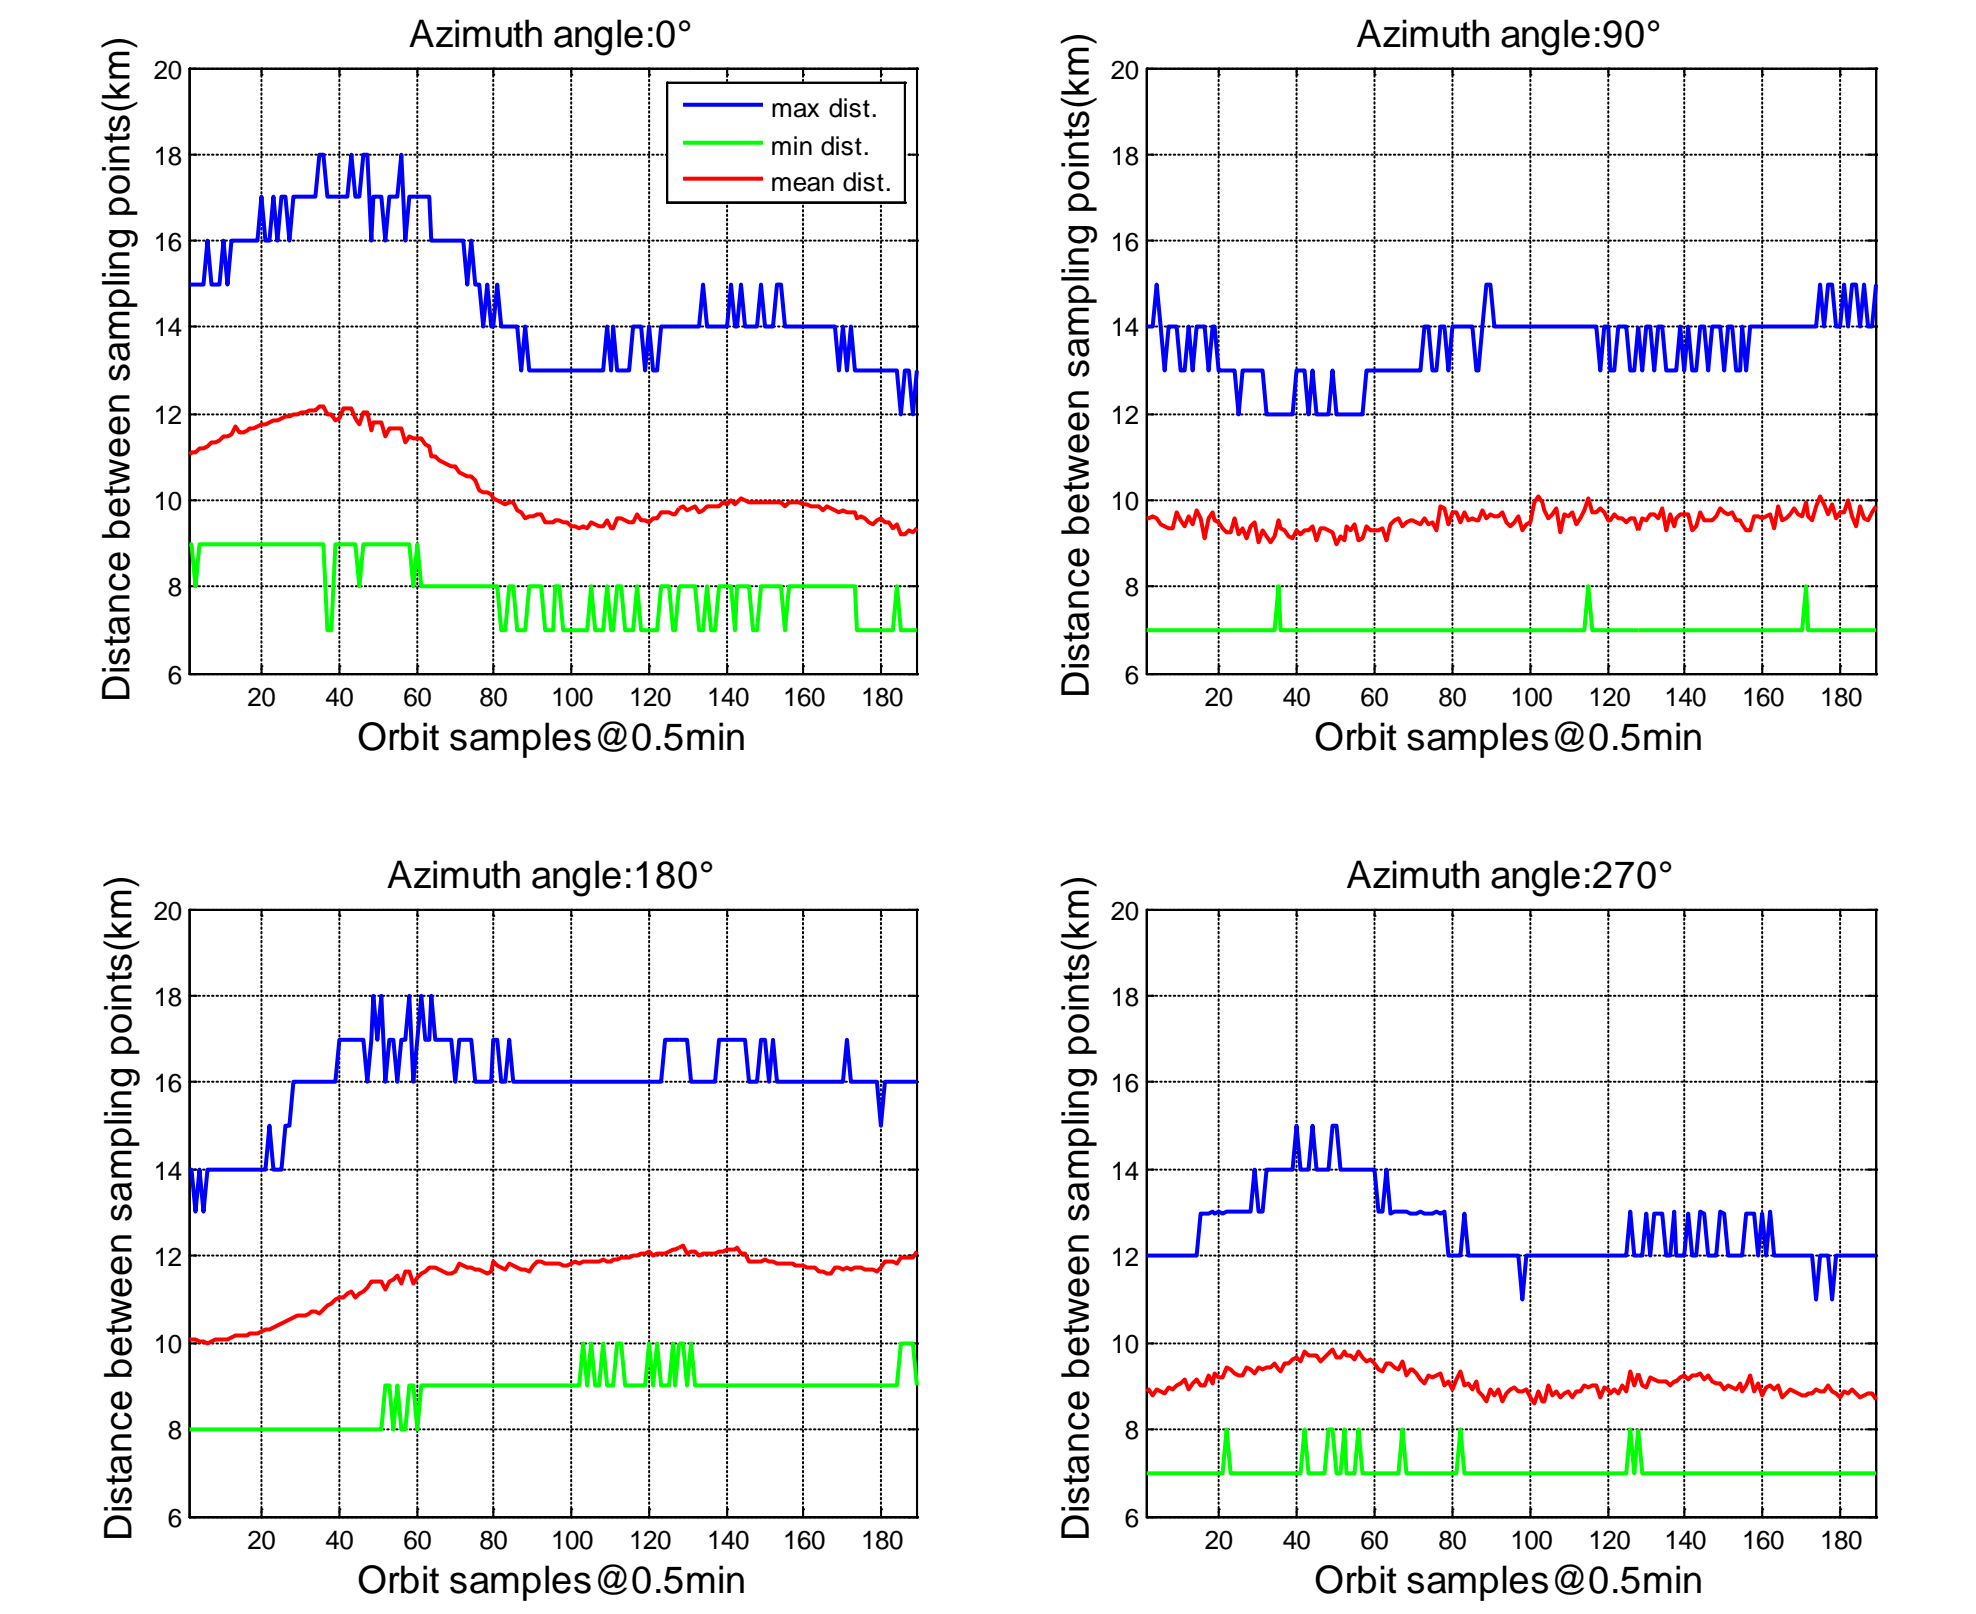 Azimuth angle:0°
Distance between sampling points(km)
20
18
16
14
12
10
8
6
max dist.
min dist.
mean dist.
20 40 60 80 100 120 140 160 180
Orbit samples@0.5min
Azimuth angle:90°
Distance between sampling points(km)
20
18
16
14
12
10
8
6
20 40 60 80 100 120 140 160 180
Orbit samples@0.5min
Azimuth angle:180°
Distance between sampling points(km)
20
18
16
14
12
10
8
6
20 40 60 80 100 120 140 160 180
Orbit samples@0.5min
Azimuth angle:270°
Distance between sampling points(km)
20
18
16
14
12
10
8
6
20 40 60 80 100 120 140 160 180
Orbit samples@0.5min